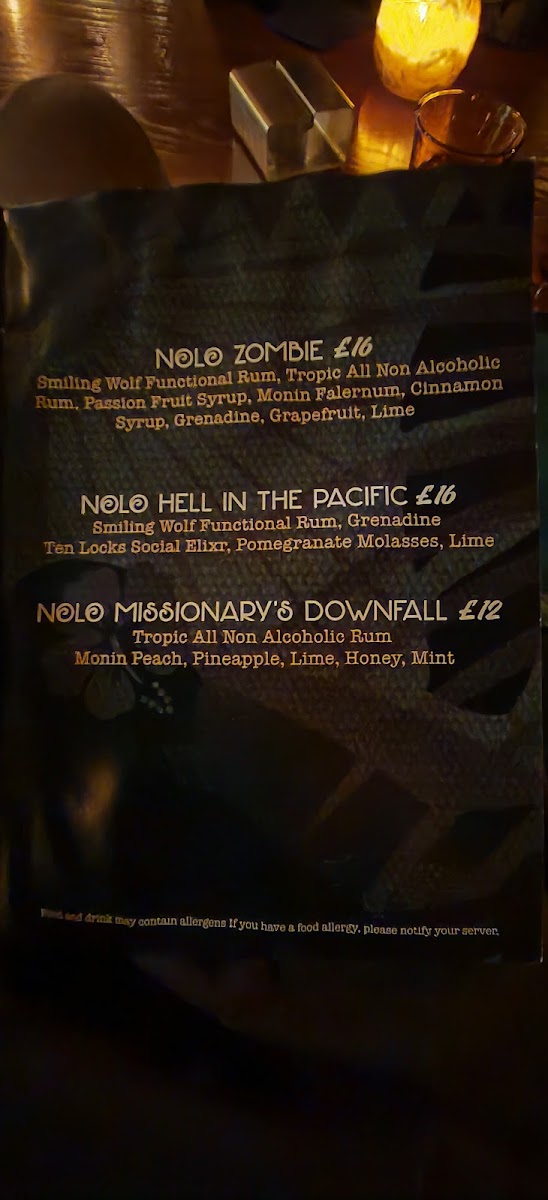 NOLO ZOMBIE £16
Smiling Wolf Functional Rum, Tropic All Non Alcoholic
Rum, Passion Fruit Syrup, Monin Falernum, Cinnamon
Syrup, Grenadine, Grapefruit, Lime
NOLO HELL IN THE PACIFIC £16
Smiling Wolf Functional Rum, Grenadine
Ten Locks Social Elixr, Pomegranate Molasses, Lime
NOLO MISSIONARY'S DOWNFALL £12
Tropic All Non Alcoholic Rum
Monin Peach, Pineapple, Lime, Honey, Mint
Food and drink may contain allergens If you have a food allergy, please notify your server.